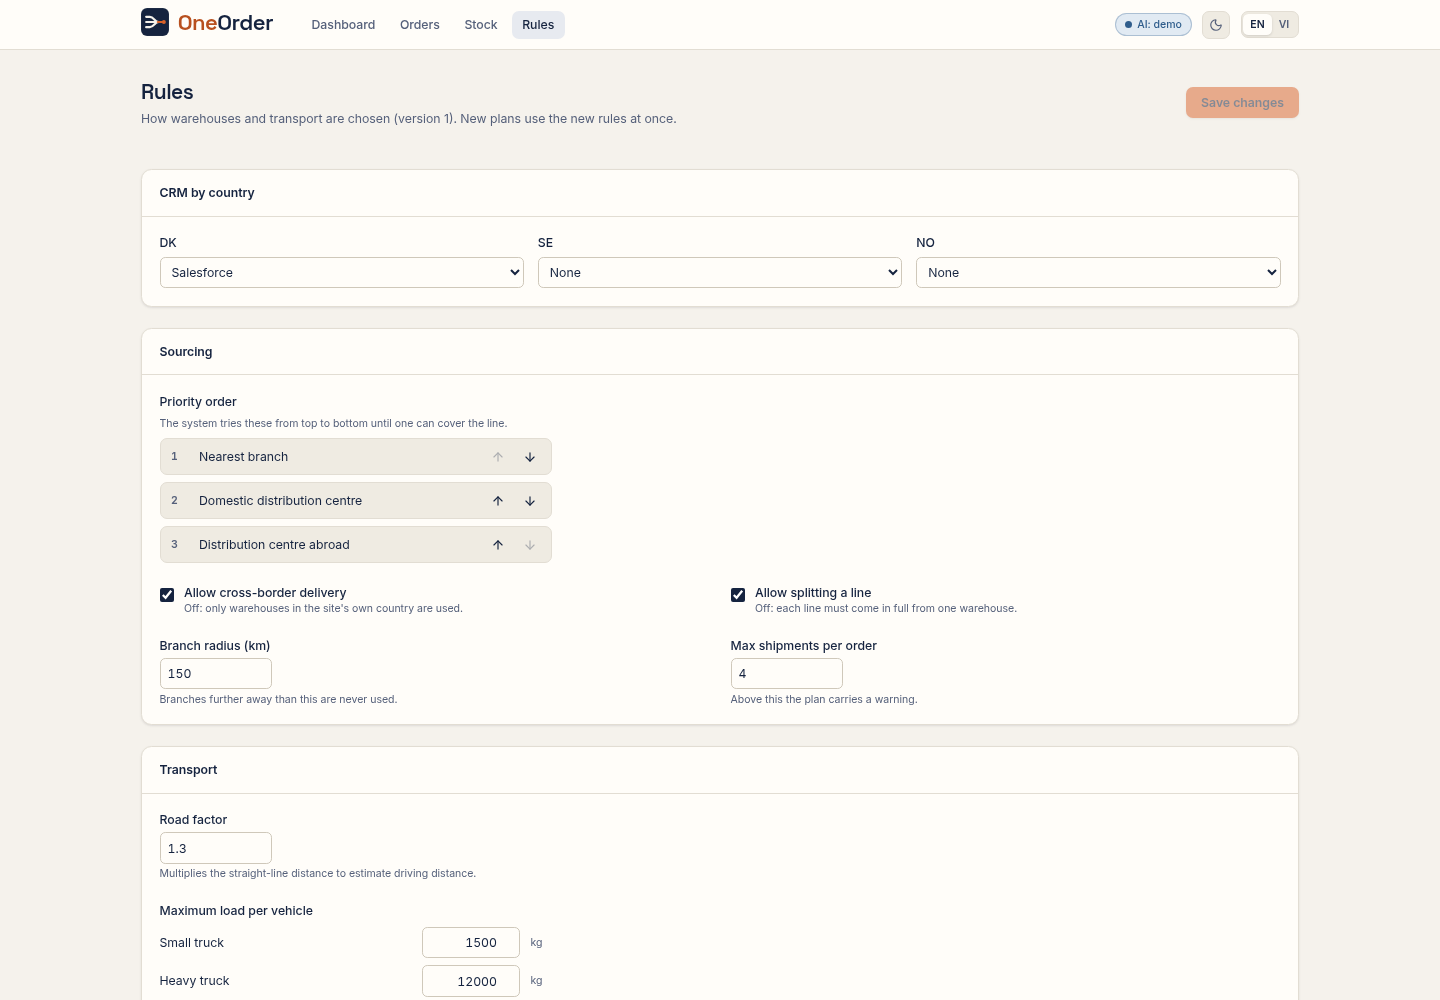 OneOrder
Dashboard Orders Stock Rules
AI: demo
EN VI
Rules
How warehouses and transport are chosen (version 1). New plans use the new rules at once.
Save changes
CRM by country
DK SE NO
Salesforce None None
Sourcing
Priority order
The system tries these from top to bottom until one can cover the line.
1 Nearest branch
2 Domestic distribution centre
3 Distribution centre abroad
Allow cross-border delivery
Off: only warehouses in the site's own country are used.
Allow splitting a line
Off: each line must come in full from one warehouse.
Branch radius (km)
150
Branches further away than this are never used.
Max shipments per order
4
Above this the plan carries a warning.
Transport
Road factor
1.3
Multiplies the straight-line distance to estimate driving distance.
Maximum load per vehicle
Small truck 1500 kg
Heavy truck 12000 kg